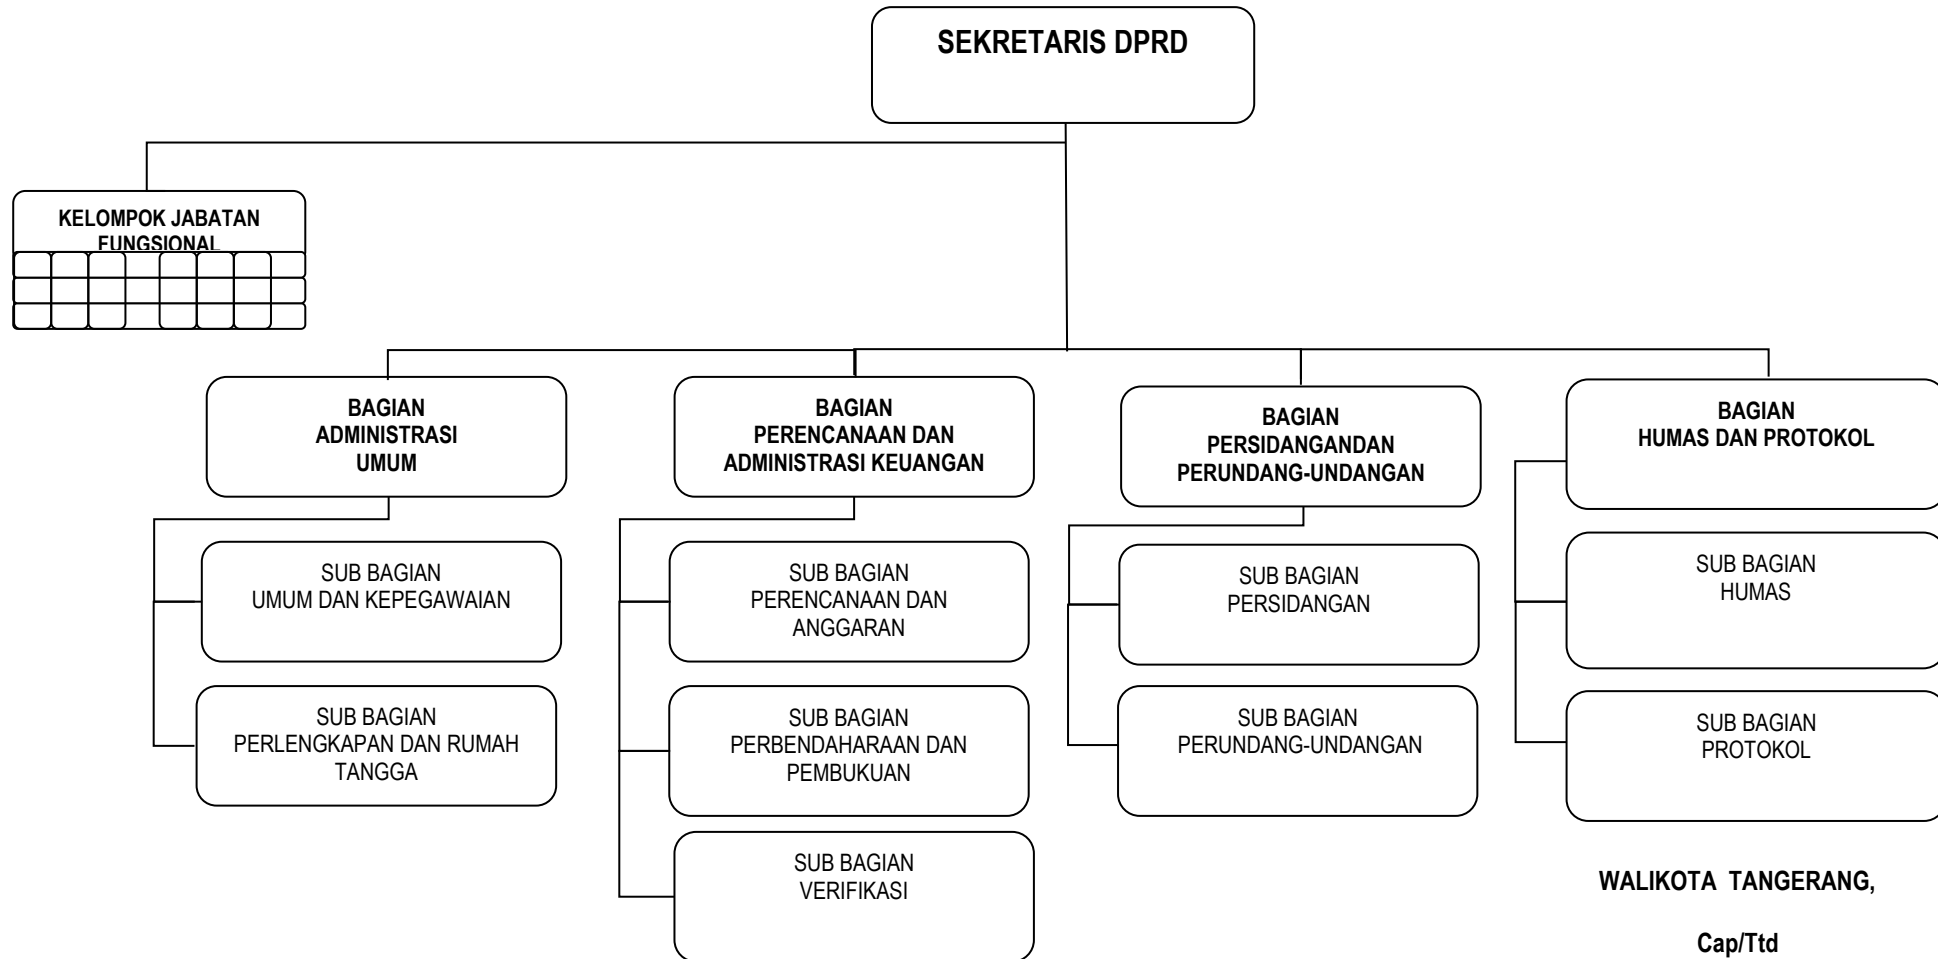 SEKRETARIS DPRD
KELOMPOK JABATAN
FUNGSIONAL
BAGIAN
ADMINISTRASI
UMUM
BAGIAN
PERENCANAAN DAN
ADMINISTRASI KEUANGAN
BAGIAN
PERSIDANGANDAN
PERUNDANG-UNDANGAN
BAGIAN
HUMAS DAN PROTOKOL
SUB BAGIAN
UMUM DAN KEPEGAWAIAN
SUB BAGIAN
PERENCANAAN DAN
ANGGARAN
SUB BAGIAN
PERSIDANGAN
SUB BAGIAN
HUMAS
SUB BAGIAN
PERLENGKAPAN DAN RUMAH
TANGGA
SUB BAGIAN
PERBENDAHARAAN DAN
PEMBUKUAN
SUB BAGIAN
PERUNDANG-UNDANGAN
SUB BAGIAN
PROTOKOL
SUB BAGIAN
VERIFIKASI
WALIKOTA TANGERANG,
Cap/Ttd